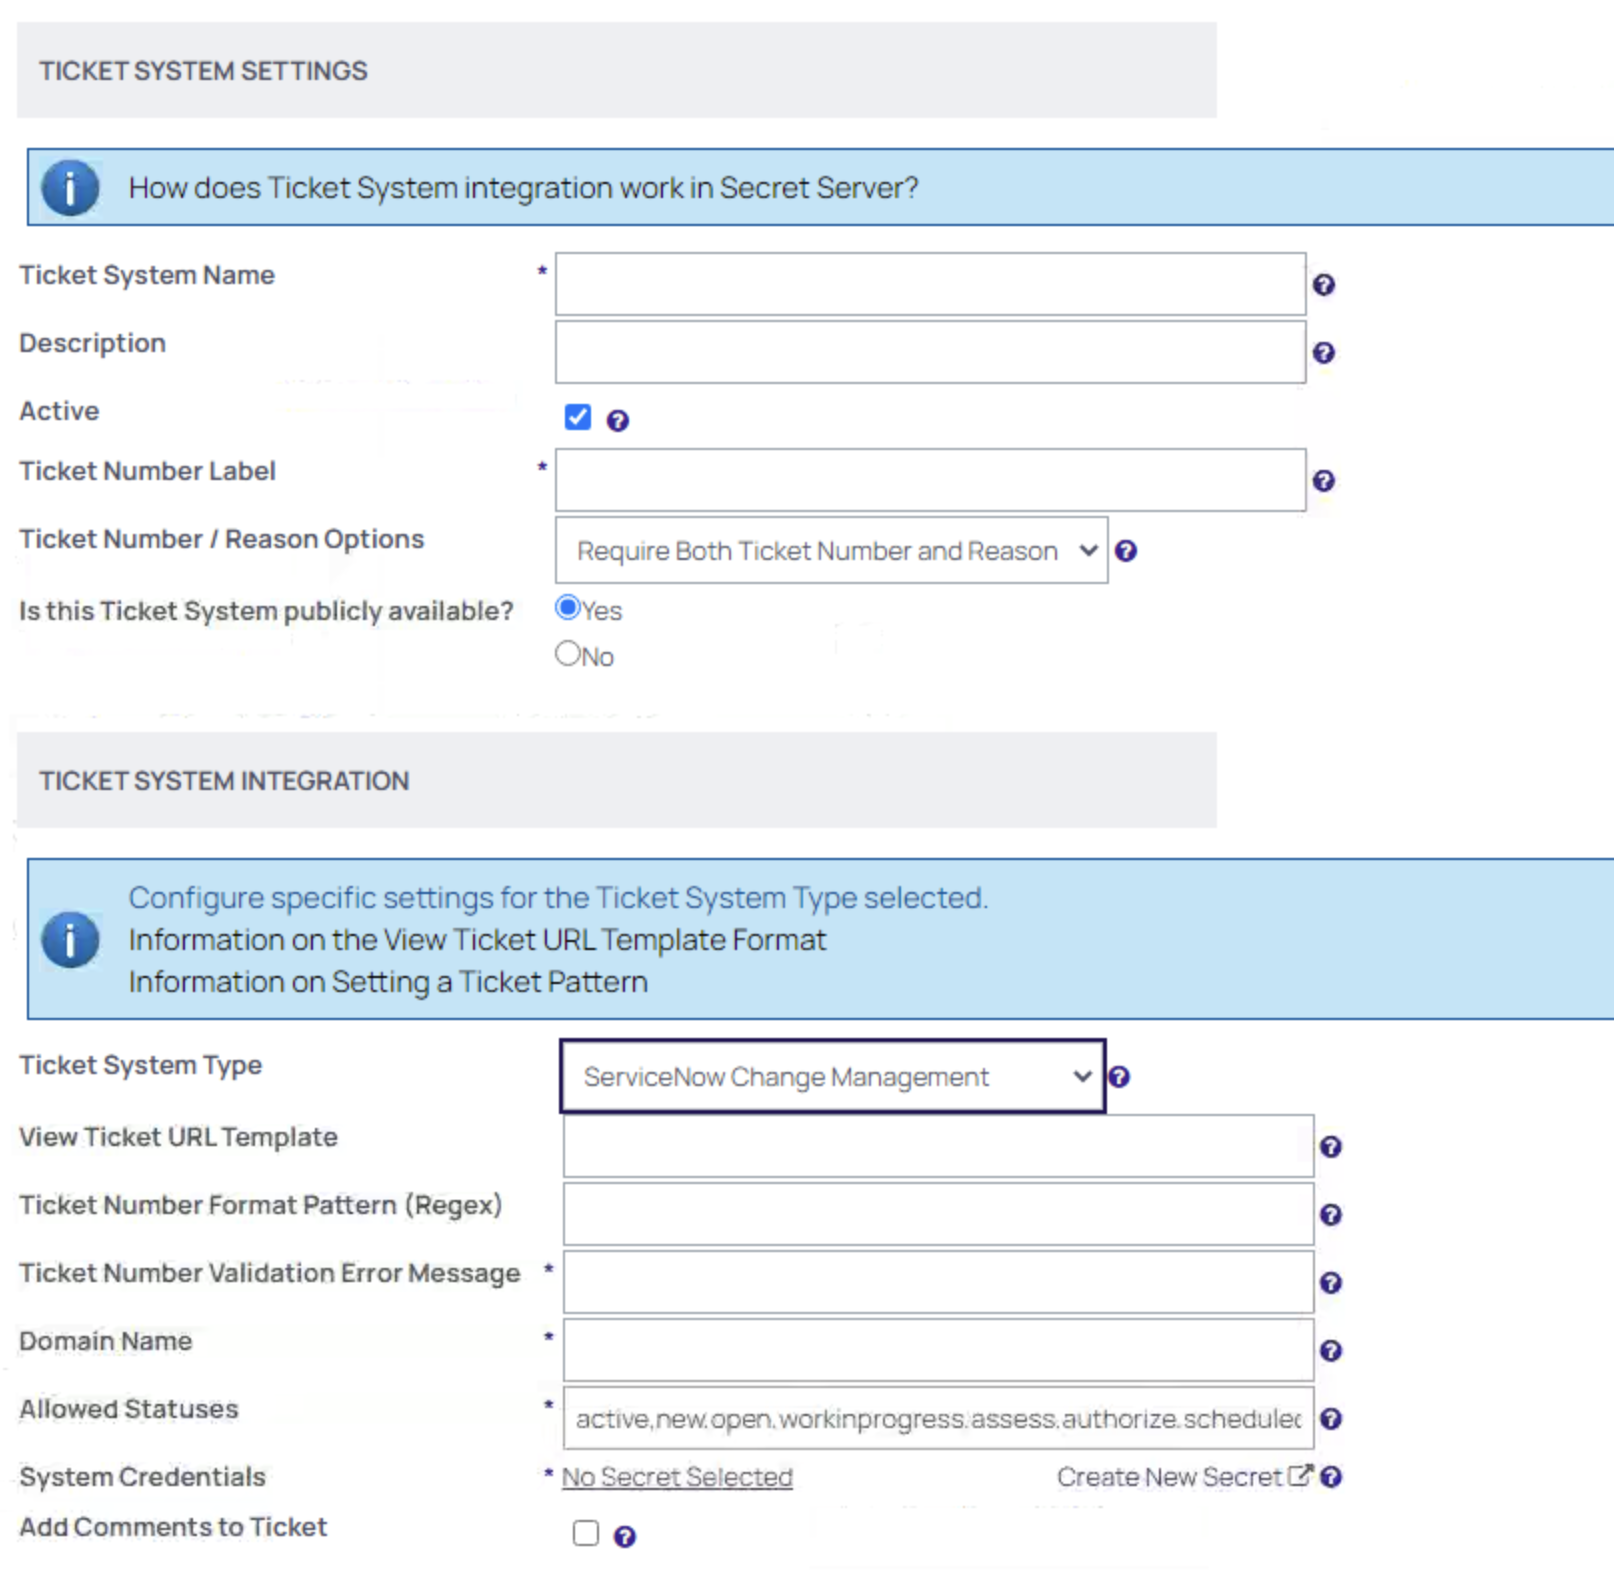 TICKET SYSTEM SETTINGS
How does Ticket System integration work in Secret Server?
Ticket System Name *
Description
Active
Ticket Number Label *
Ticket Number / Reason Options Require Both Ticket Number and Reason
Is this Ticket System publicly available? Yes
No
TICKET SYSTEM INTEGRATION
Configure specific settings for the Ticket System Type selected.
Information on the View Ticket URL Template Format
Information on Setting a Ticket Pattern
Ticket System Type ServiceNow Change Management
View Ticket URL Template
Ticket Number Format Pattern (Regex)
Ticket Number Validation Error Message *
Domain Name *
Allowed Statuses * active,new,open,workinprogress,assess,authorize,scheduled
System Credentials * No Secret Selected Create New Secret
Add Comments to Ticket